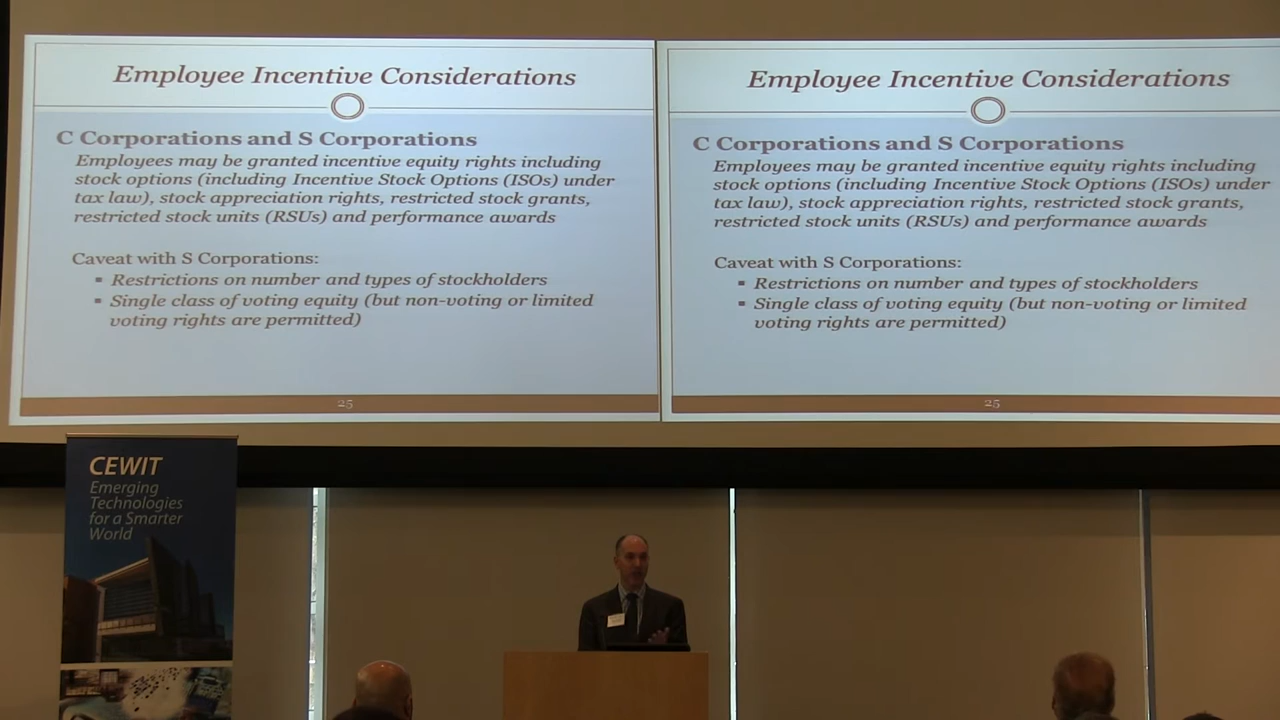 Employee Incentive Considerations
C Corporations and S Corporations
Employees may be granted incentive equity rights including
stock options (including Incentive Stock Options (ISOs) under
tax law), stock appreciation rights, restricted stock grants,
restricted stock units (RSUs) and performance awards
Caveat with S Corporations:
▪ Restrictions on number and types of stockholders
▪ Single class of voting equity (but non-voting or limited
voting rights are permitted)
25
Employee Incentive Considerations
C Corporations and S Corporations
Employees may be granted incentive equity rights including
stock options (including Incentive Stock Options (ISOs) under
tax law), stock appreciation rights, restricted stock grants,
restricted stock units (RSUs) and performance awards
Caveat with S Corporations:
▪ Restrictions on number and types of stockholders
▪ Single class of voting equity (but non-voting or limited
voting rights are permitted)
25
CEWIT
Emerging
Technologies
for a Smarter
World